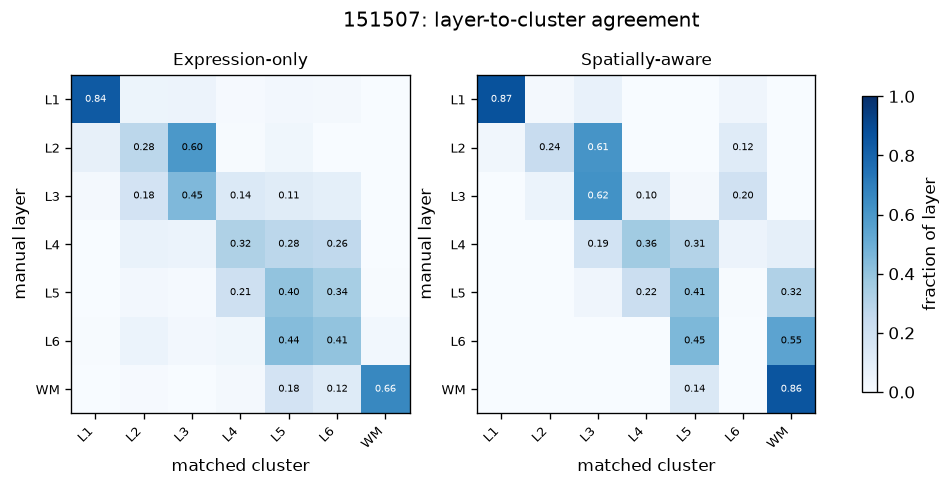 151507: layer-to-cluster agreement
Expression-only
manual layer
L1
L2
L3
L4
L5
L6
WM
0.84
0.28 0.60
0.18 0.45 0.14 0.11
0.32 0.28 0.26
0.21 0.40 0.34
0.44 0.41
0.18 0.12 0.66
L1 L2 L3 L4 L5 L6 WM
matched cluster
Spatially-aware
manual layer
L1
L2
L3
L4
L5
L6
WM
0.87
0.24 0.61 0.12
0.62 0.10 0.20
0.19 0.36 0.31
0.22 0.41 0.32
0.45 0.55
0.14 0.86
L1 L2 L3 L4 L5 L6 WM
matched cluster
1.0
0.8
0.6
0.4
0.2
0.0
fraction of layer